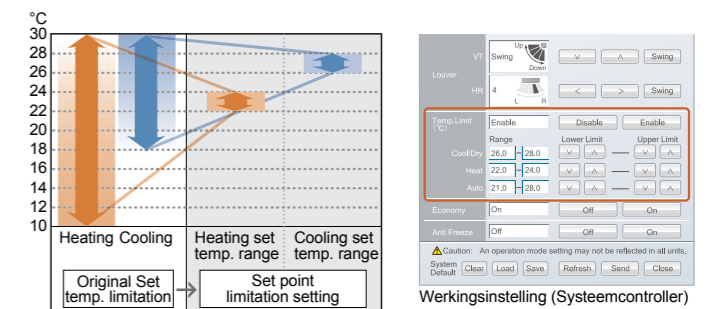 °C
30
28
26
24
22
20
18
16
14
12
10
Heating Cooling
Heating set temp. range
Cooling set temp. range
Original Set
temp. limitation
Set point
limitation setting
Louver
VT Swing Up Down ∨ ∧ Swing
HR 4 L R < > Swing
Temp.Limit
(°C)
Enable Disable Enable
Range Lower Limit Upper Limit
Cool/Dry 26.0 - 28.0 ∨ ∧ — ∨ ∧
Heat 22.0 - 24.0 ∨ ∧ — ∨ ∧
Auto 21.0 - 28.0 ∨ ∧ — ∨ ∧
Economy On Off On
Anti Freeze Off Off On
Caution: An operation mode setting may not be reflected in all units.
System
Default Clear Load Save Refresh Send Close
Werkingsinstelling (Systeemcontroller)